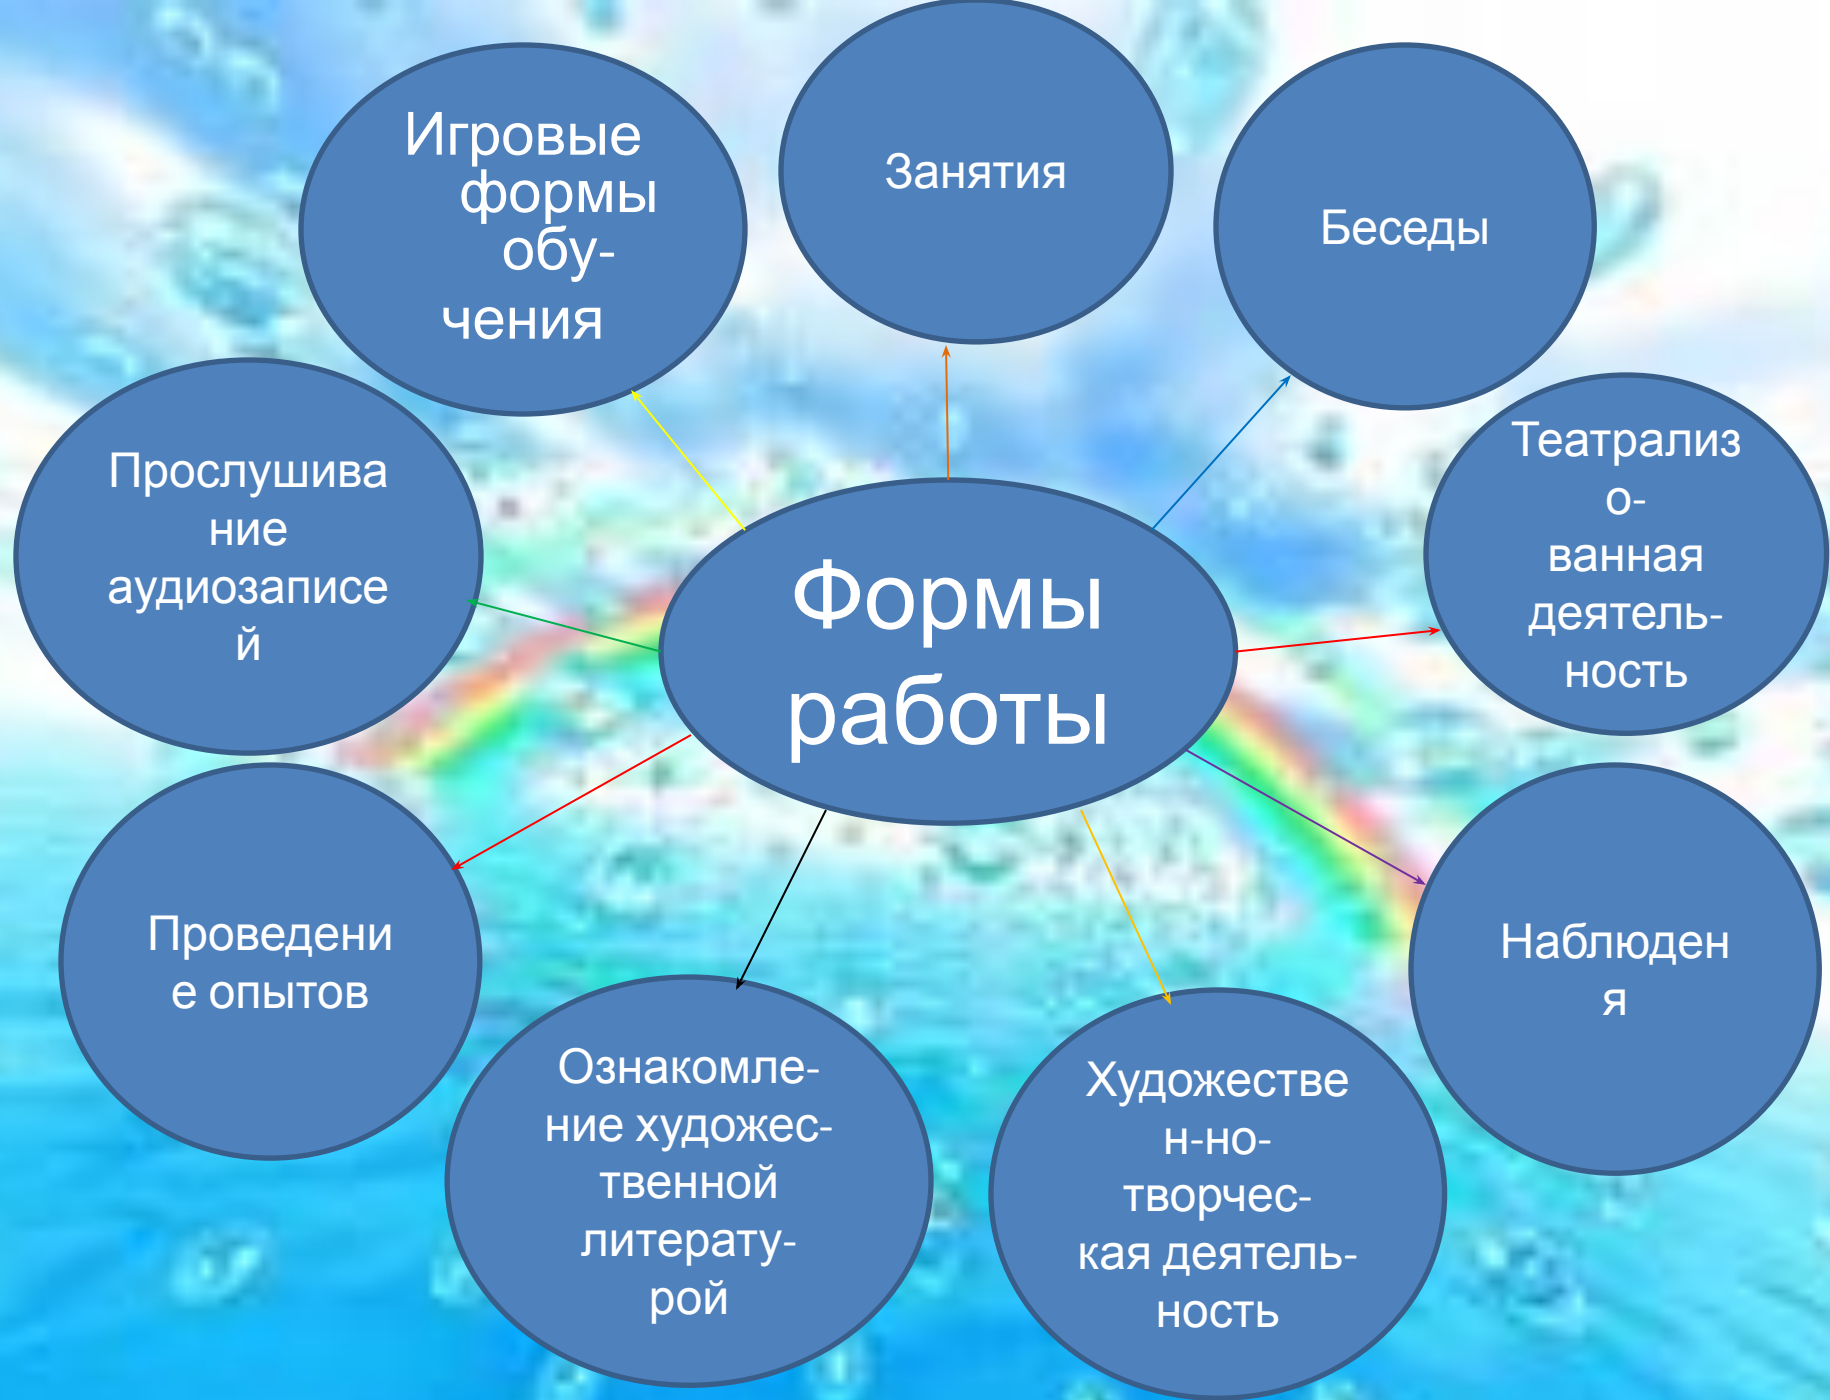 Игровые
формы
обу-
чения
Занятия
Беседы
Прослушива
ние
аудиозаписе
й
Театрализ
о-
ванная
деятель-
ность
Формы
работы
Проведени
е опытов
Наблюден
я
Ознакомле-
ние художес-
твенной
литерату-
рой
Художестве
н-но-
творчес-
кая деятель-
ность